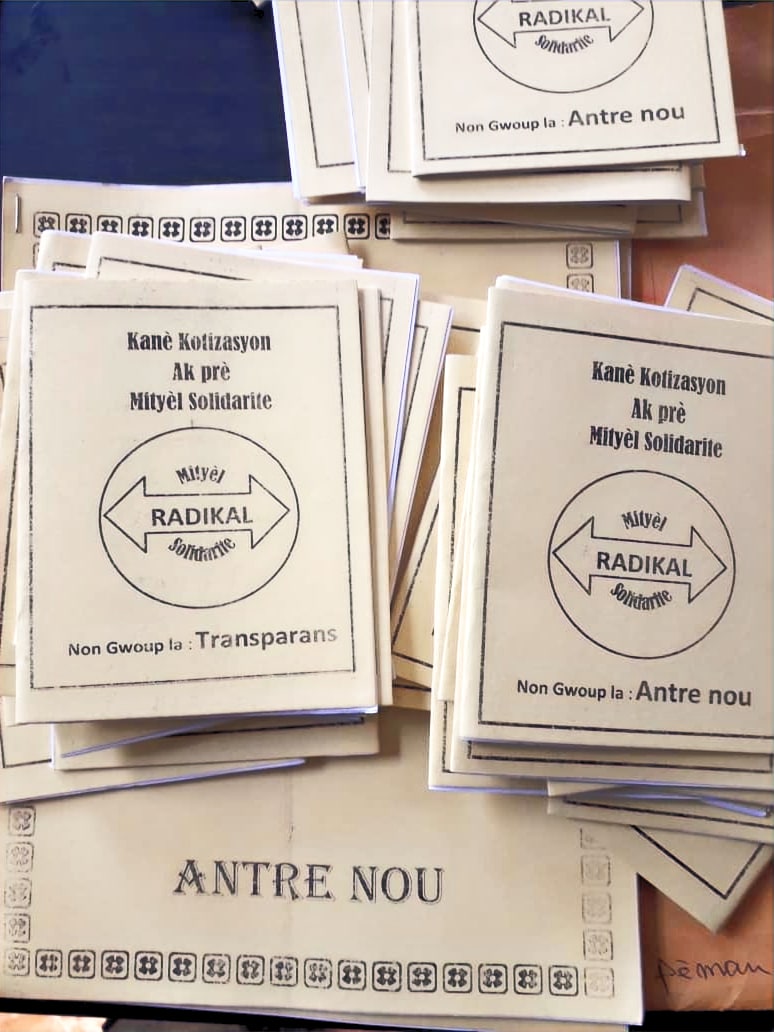 RADIKAL
Solidarite
Non Gwoup la : Antre nou
Kanè Kotizasyon
Ak prè
Mityèl Solidarite
Mityèl
RADIKAL
Solidarite
Non Gwoup la : Transparans
Kanè Kotizasyon
Ak prè
Mityèl Solidarite
Mityèl
RADIKAL
Solidarite
Non Gwoup la : Antre nou
ANTRE NOU
pèman